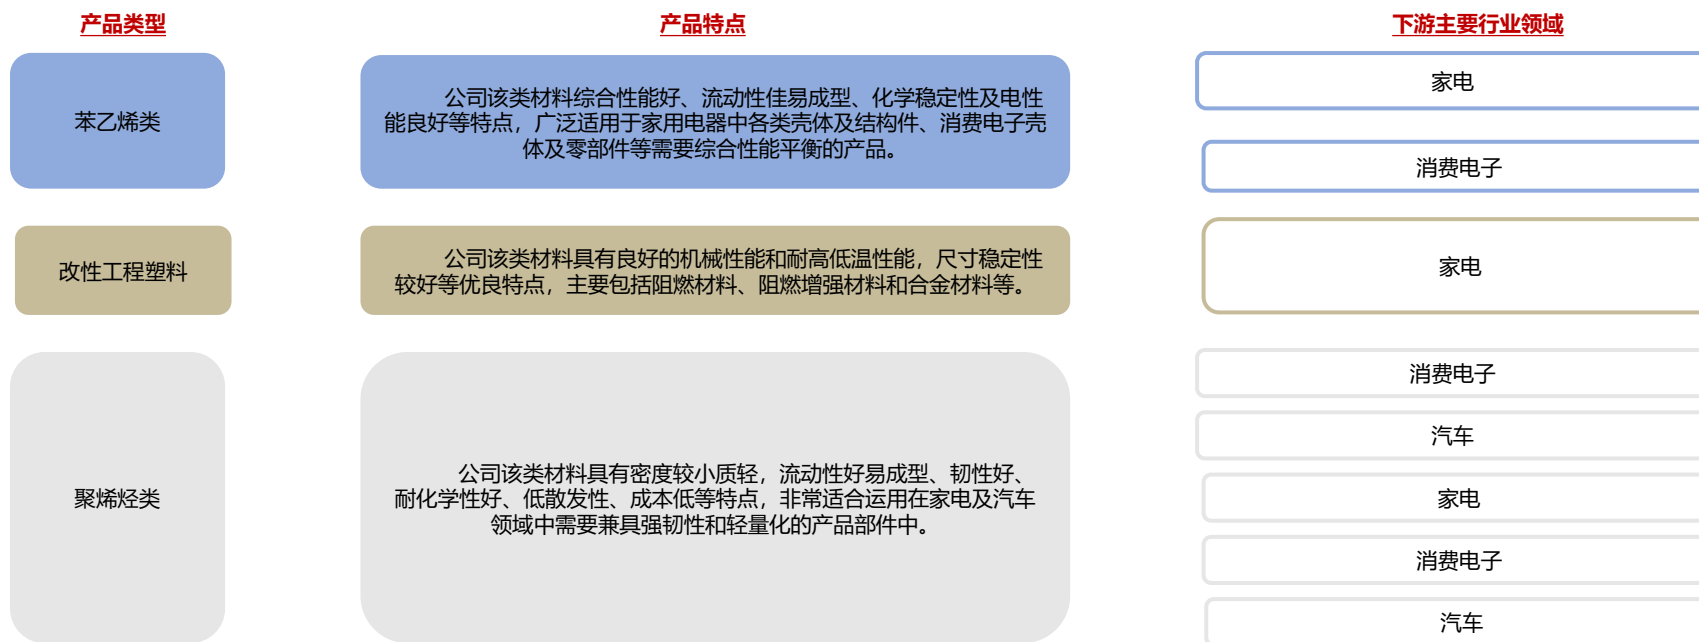 产品类型
产品特点
下游主要行业领域
苯乙烯类
公司该类材料综合性能好、流动性佳易成型、化学稳定性及电性
能良好等特点，广泛适用于家用电器中各类壳体及结构件、消费电子壳
体及零部件等需要综合性能平衡的产品。
家电
消费电子
改性工程塑料
公司该类材料具有良好的机械性能和耐高低温性能，尺寸稳定性
较好等优良特点，主要包括阻燃材料、阻燃增强材料和合金材料等。
家电
聚烯烃类
公司该类材料具有密度较小质轻，流动性好易成型、韧性好、
耐化学性好、低散发性、成本低等特点，非常适合运用在家电及汽车
领域中需要兼具强韧性和轻量化的产品部件中。
消费电子
汽车
家电
消费电子
汽车